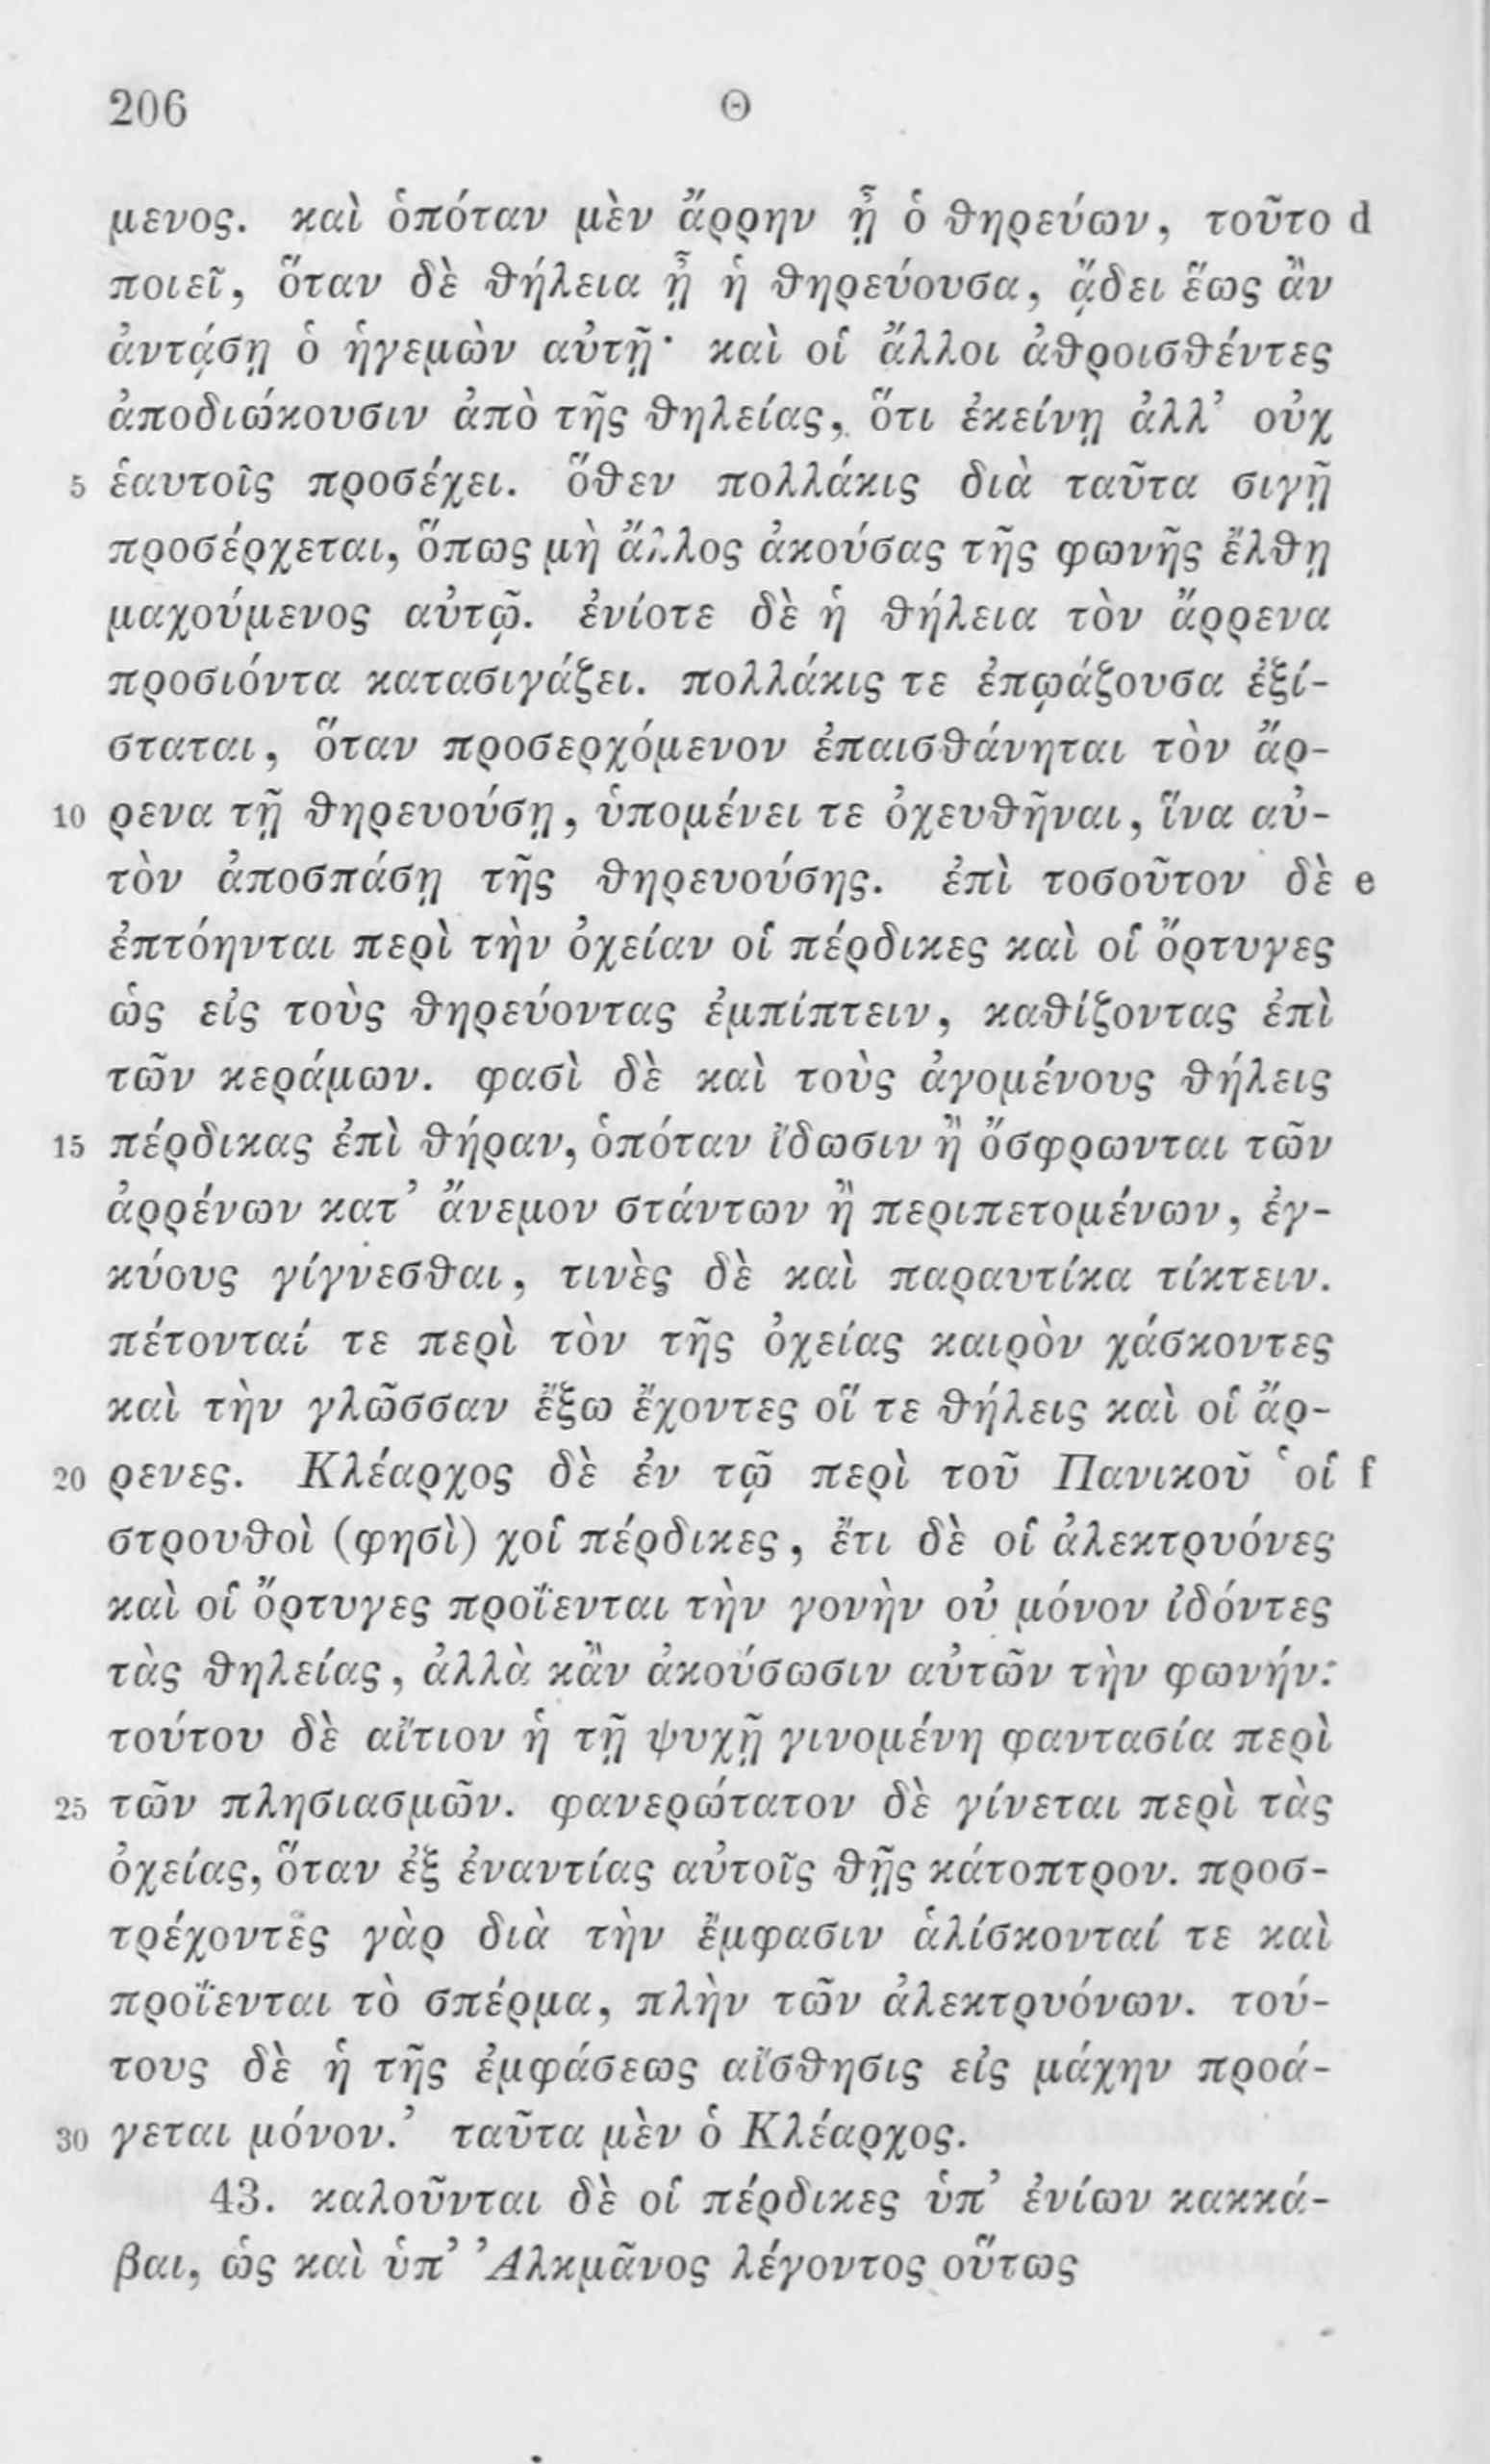 206 Θ
μενος. καὶ ὁπόταν μὲν ἄρρην ᾖ ὁ θηρεύων, τοῦτο d
ποιεῖ, ὅταν δὲ θήλεια ᾖ ἡ θηρεύουσα, ᾄδει ἕως ἂν
ἀντᾴσῃ ὁ ἡγεμὼν αὐτῇ· καὶ οἱ ἄλλοι ἀθροισθέντες
ἀποδιώκουσιν ἀπὸ τῆς θηλείας, ὅτι ἐκείνῃ ἀλλ’ οὐχ
5 ἑαυτοῖς προσέχει. ὅθεν πολλάκις διὰ ταῦτα σιγῇ
προσέρχεται, ὅπως μὴ ἄλλος ἀκούσας τῆς φωνῆς ἔλθῃ
μαχούμενος αὐτῷ. ἐνίοτε δὲ ἡ θήλεια τὸν ἄρρενα
προσιόντα κατασιγάζει. πολλάκις τε ἐπῳάζουσα ἐξί-
σταται, ὅταν προσερχόμενον ἐπαισθάνηται τὸν ἄρ-
10 ρενα τῇ θηρευούσῃ, ὑπομένει τε ὀχευθῆναι, ἵνα αὐ-
τὸν ἀποσπάσῃ τῆς θηρευούσης. ἐπὶ τοσοῦτον δὲ e
ἐπτόηνται περὶ τὴν ὀχείαν οἱ πέρδικες καὶ οἱ ὄρτυγες
ὡς εἰς τοὺς θηρεύοντας ἐμπίπτειν, καθίζοντας ἐπὶ
τῶν κεράμων. φασὶ δὲ καὶ τοὺς ἀγομένους θήλεις
15 πέρδικας ἐπὶ θήραν, ὁπόταν ἴδωσιν ἢ ὄσφρωνται τῶν
ἀρρένων κατ’ ἄνεμον στάντων ἢ περιπετομένων, ἐγ-
κύους γίγνεσθαι, τινὲς δὲ καὶ παραυτίκα τίκτειν.
πέτονταί τε περὶ τὸν τῆς ὀχείας καιρὸν χάσκοντες
καὶ τὴν γλῶσσαν ἔξω ἔχοντες οἵ τε θήλεις καὶ οἱ ἄρ-
20 ρενες. Κλέαρχος δὲ ἐν τῷ περὶ τοῦ Πανικοῦ ‘οἱ f
στρουθοὶ (φησὶ) χοἱ πέρδικες, ἔτι δὲ οἱ ἀλεκτρυόνες
καὶ οἱ ὄρτυγες προΐενται τὴν γονὴν οὐ μόνον ἰδόντες
τὰς θηλείας, ἀλλὰ κἂν ἀκούσωσιν αὐτῶν τὴν φωνήν·
τούτου δὲ αἴτιον ἡ τῇ ψυχῇ γινομένη φαντασία περὶ
25 τῶν πλησιασμῶν. φανερώτατον δὲ γίνεται περὶ τὰς
ὀχείας, ὅταν ἐξ ἐναντίας αὐτοῖς θῇς κάτοπτρον. προσ-
τρέχοντες γὰρ διὰ τὴν ἔμφασιν ἁλίσκονταί τε καὶ
προΐενται τὸ σπέρμα, πλὴν τῶν ἀλεκτρυόνων. τού-
τους δὲ ἡ τῆς ἐμφάσεως αἴσθησις εἰς μάχην προά-
30 γεται μόνον.’ ταῦτα μὲν ὁ Κλέαρχος.
43. καλοῦνται δὲ οἱ πέρδικες ὑπ’ ἐνίων κακκά-
βαι, ὡς καὶ ὑπ’ Ἀλκμᾶνος λέγοντος οὕτως